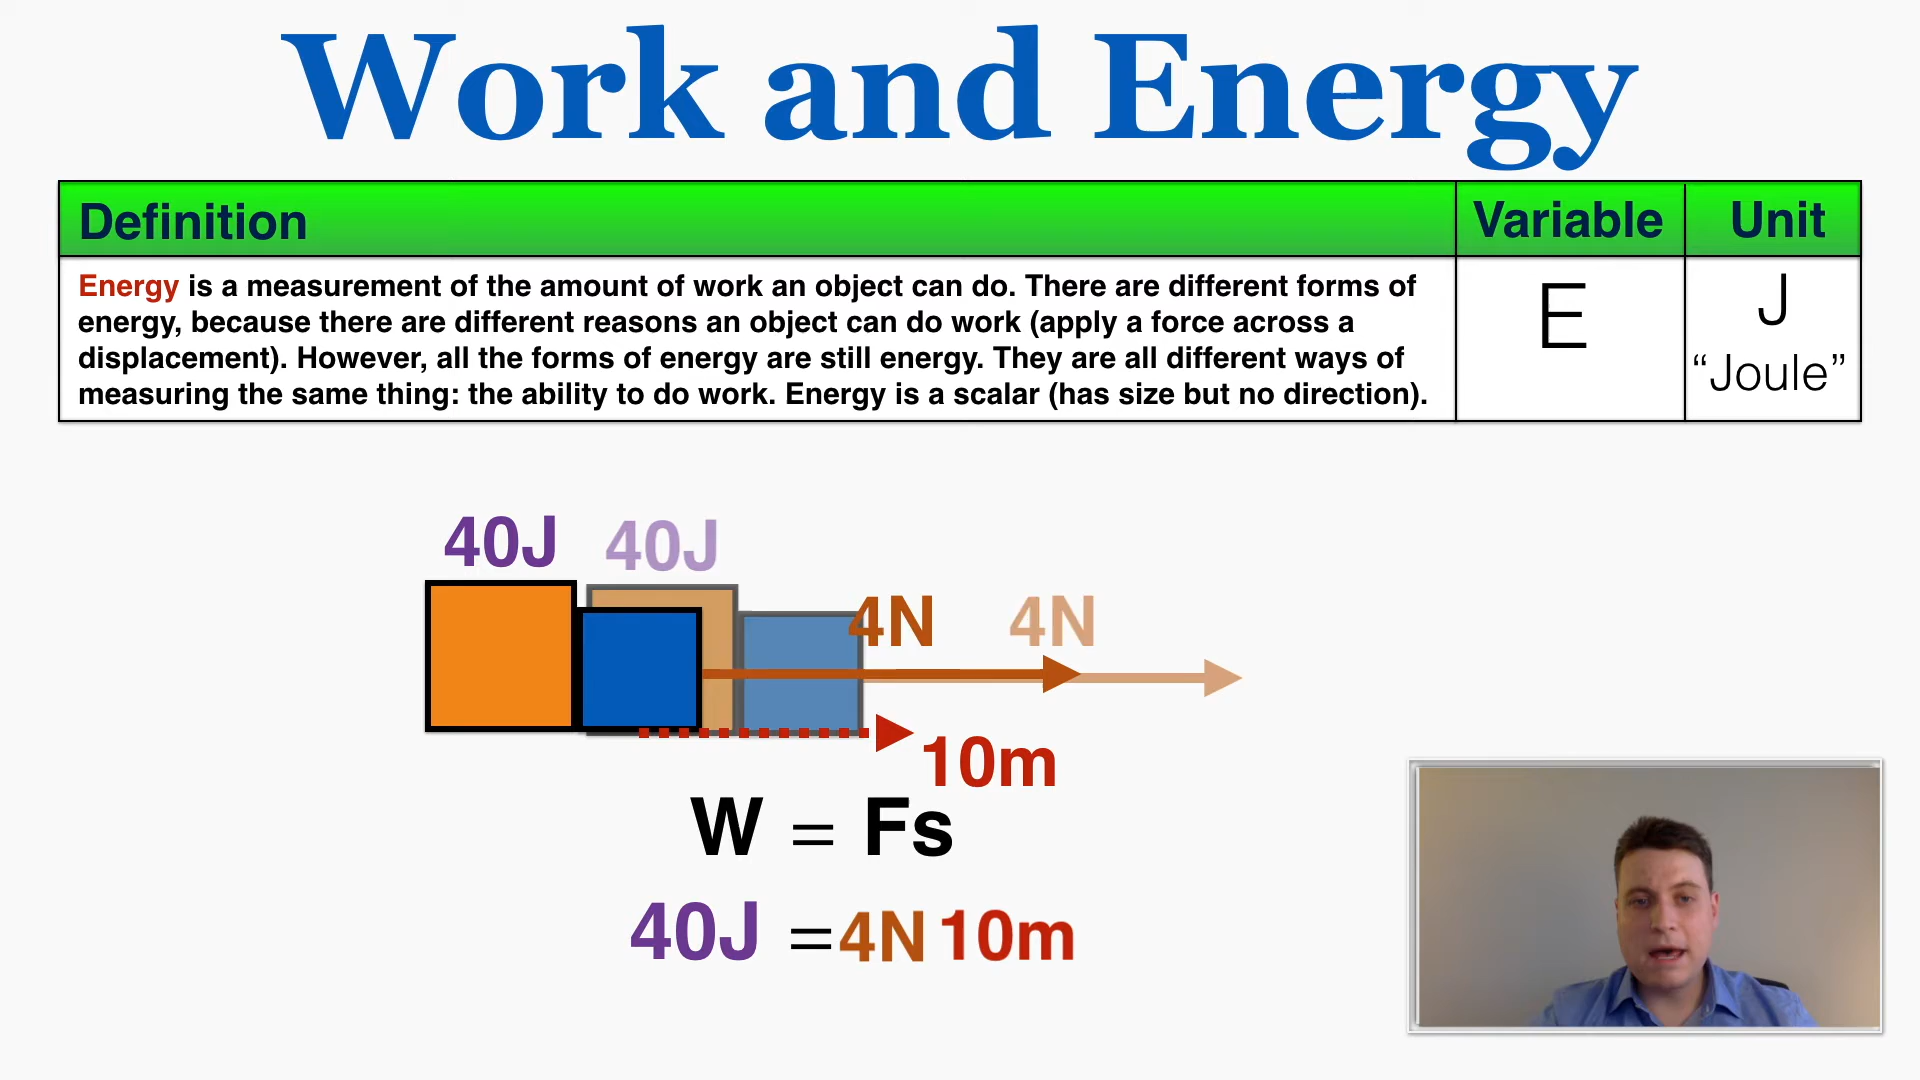 Work and Energy
Definition Variable Unit
Energy is a measurement of the amount of work an object can do. There are different forms of
energy, because there are different reasons an object can do work (apply a force across a
displacement). However, all the forms of energy are still energy. They are all different ways of
measuring the same thing: the ability to do work. Energy is a scalar (has size but no direction).
E
J
“Joule”
40J 40J
4N 4N
10m
W = Fs
40J =4N 10m